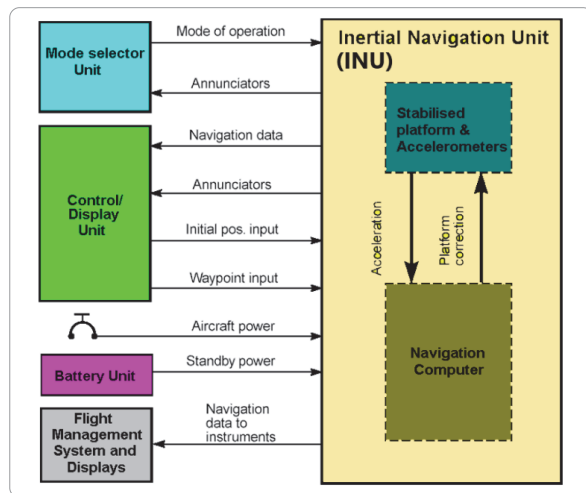 Mode selector
Unit
Mode of operation
Annunciators
Control/
Display
Unit
Navigation data
Annunciators
Initial pos. input
Waypoint input
Aircraft power
Battery Unit
Standby power
Flight
Management
System and
Displays
Navigation
data to
instruments
Inertial Navigation Unit
(INU)
Stabilised
platform &
Accelerometers
Acceleration
Platform
correction
Navigation
Computer